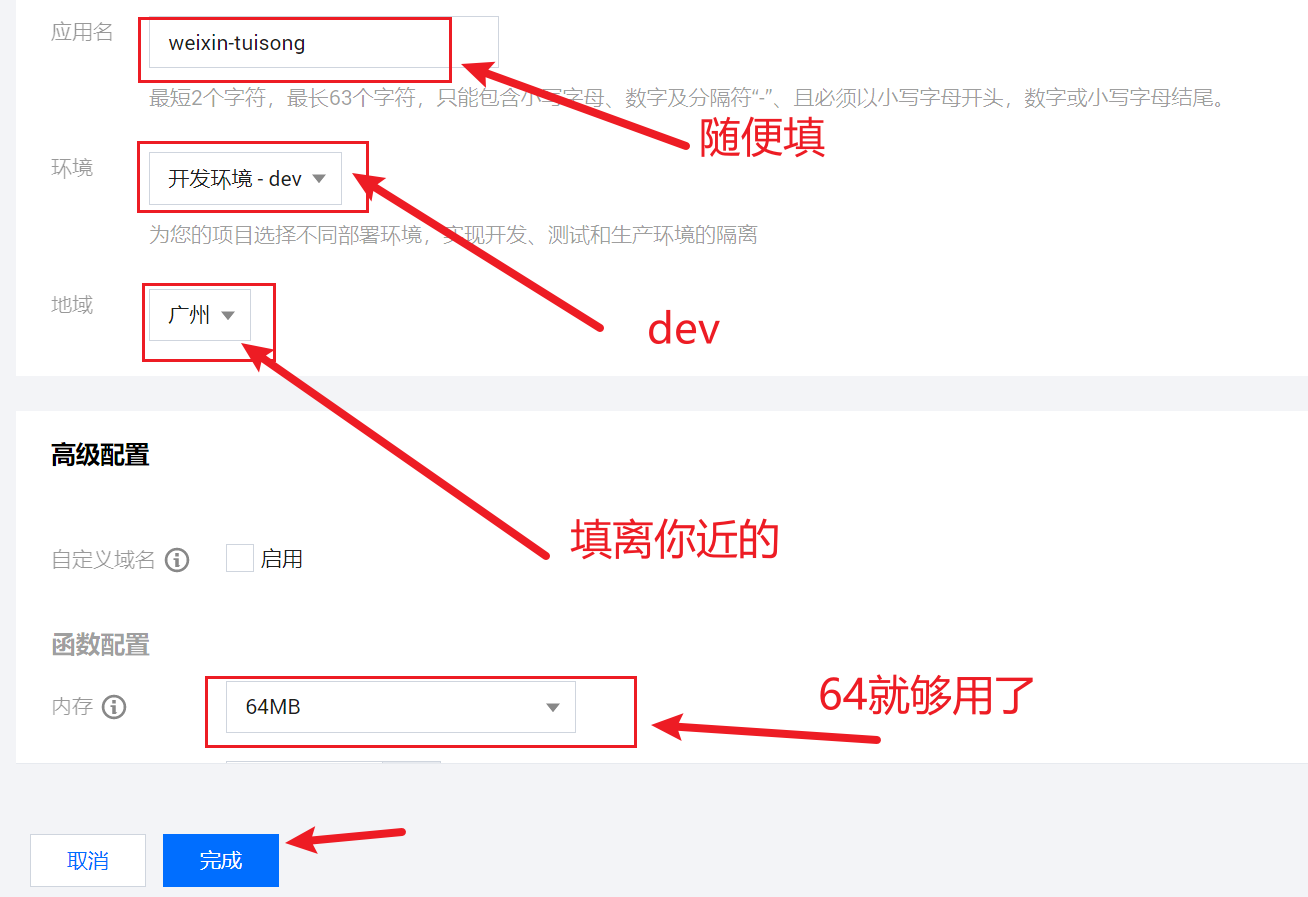 应用名
weixin-tuisong
最短2个字符，最长63个字符，只能包含小写字母、数字及分隔符“-”、且必须以小写字母开头，数字或小写字母结尾。
随便填
环境
开发环境 - dev
为您的项目选择不同部署环境，实现开发、测试和生产环境的隔离
地域
广州
dev
高级配置
填离你近的
自定义域名
启用
函数配置
内存
64MB
64就够用了
取消
完成